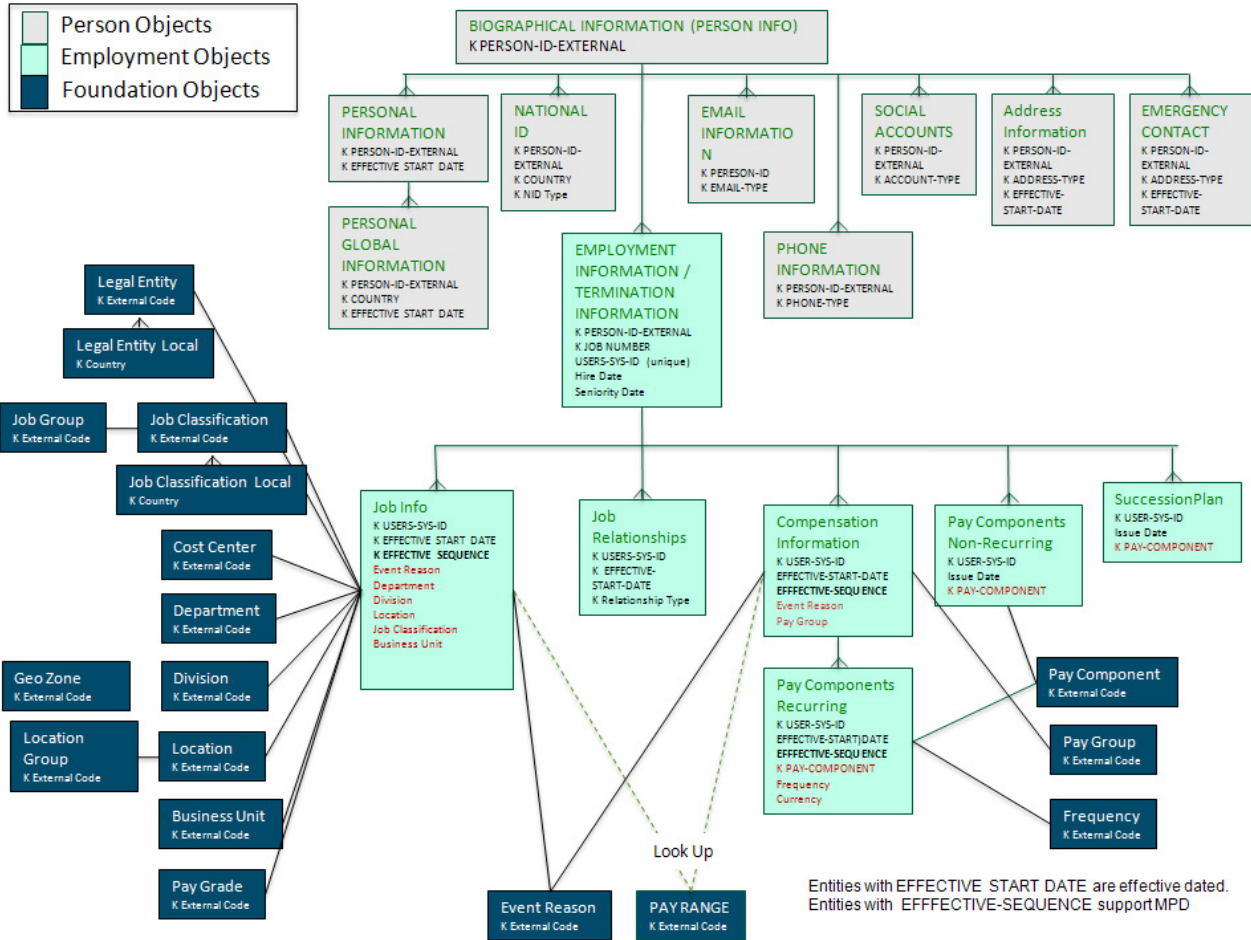 Person Objects
Employment Objects
Foundation Objects
BIOGRAPHICAL INFORMATION (PERSON INFO)
K PERSON-ID-EXTERNAL
PERSONAL
INFORMATION
K PERSON-ID-EXTERNAL
K EFFECTIVE START DATE
NATIONAL
ID
K PERSON-ID-
EXTERNAL
K COUNTRY
K NID Type
EMAIL
INFORMATIO
N
K PERESON-ID
K EMAIL-TYPE
SOCIAL
ACCOUNTS
K PERSON-ID-
EXTERNAL
K ACCOUNT-TYPE
Address
Information
K PERSON-ID-
EXTERNAL
K ADDRESS-TYPE
K EFFECTIVE-
START-DATE
EMERGENCY
CONTACT
K PERSON-ID-
EXTERNAL
K ADDRESS-TYPE
K EFFECTIVE-
START-DATE
PERSONAL
GLOBAL
INFORMATION
K PERSON-ID-EXTERNAL
K COUNTRY
K EFFECTIVE START DATE
EMPLOYMENT
INFORMATION /
TERMINATION
INFORMATION
K PERSON-ID-EXTERNAL
K JOB NUMBER
USERS-SYS-ID (unique)
Hire Date
Seniority Date
PHONE
INFORMATION
K PERSON-ID-EXTERNAL
K PHONE-TYPE
Legal Entity
K External Code
Legal Entity Local
K Country
Job Group
K External Code
Job Classification
K External Code
Job Classification Local
K Country
Cost Center
K External Code
Department
K External Code
Geo Zone
K External Code
Division
K External Code
Location
Group
K External Code
Location
K External Code
Business Unit
K External Code
Pay Grade
K External Code
Job Info
K USERS-SYS-ID
K EFFECTIVE START DATE
K EFFECTIVE SEQUENCE
Event Reason
Department
Division
Location
Job Classification
Business Unit
Job
Relationships
K USERS-SYS-ID
K EFFECTIVE-
START-DATE
K Relationship Type
Compensation
Information
K USER-SYS-ID
EFFECTIVE-START-DATE
EFFFECTIVE-SEQUENCE
Event Reason
Pay Group
Pay Components
Non-Recurring
K USER-SYS-ID
Issue Date
K PAY-COMPONENT
SuccessionPlan
K USER-SYS-ID
Issue Date
K PAY-COMPONENT
Pay Components
Recurring
K USER-SYS-ID
EFFECTIVE-START)DATE
EFFFECTIVE-SEQUENCE
K PAY-COMPONENT
Frequency
Currency
Pay Component
K External Code
Pay Group
K External Code
Frequency
K External Code
Look Up
Event Reason
K External Code
PAY RANGE
K External Code
Entities with EFFECTIVE START DATE are effective dated.
Entities with EFFFECTIVE-SEQUENCE support MPD